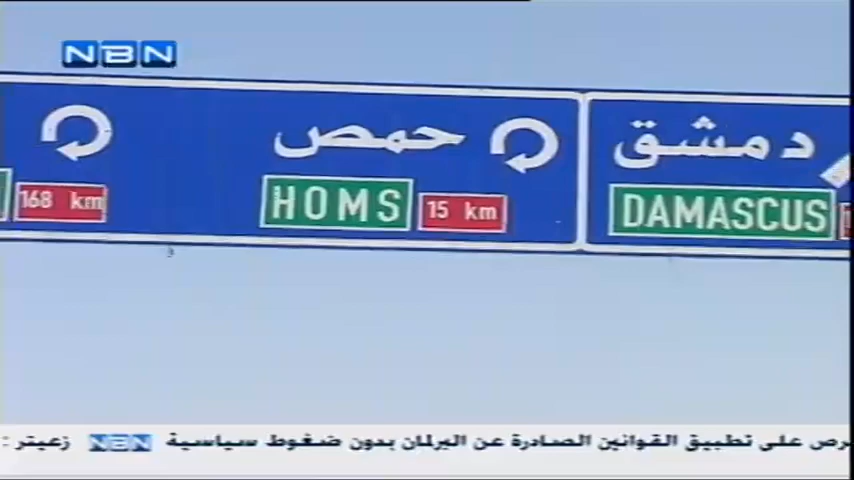 NBN
حمص
دمشق
168 km
HOMS
15 km
DAMASCUS
على تطبيق القوانين الصادرة عن البرلمان بدون ضغوط سياسية NBN زعيتر :